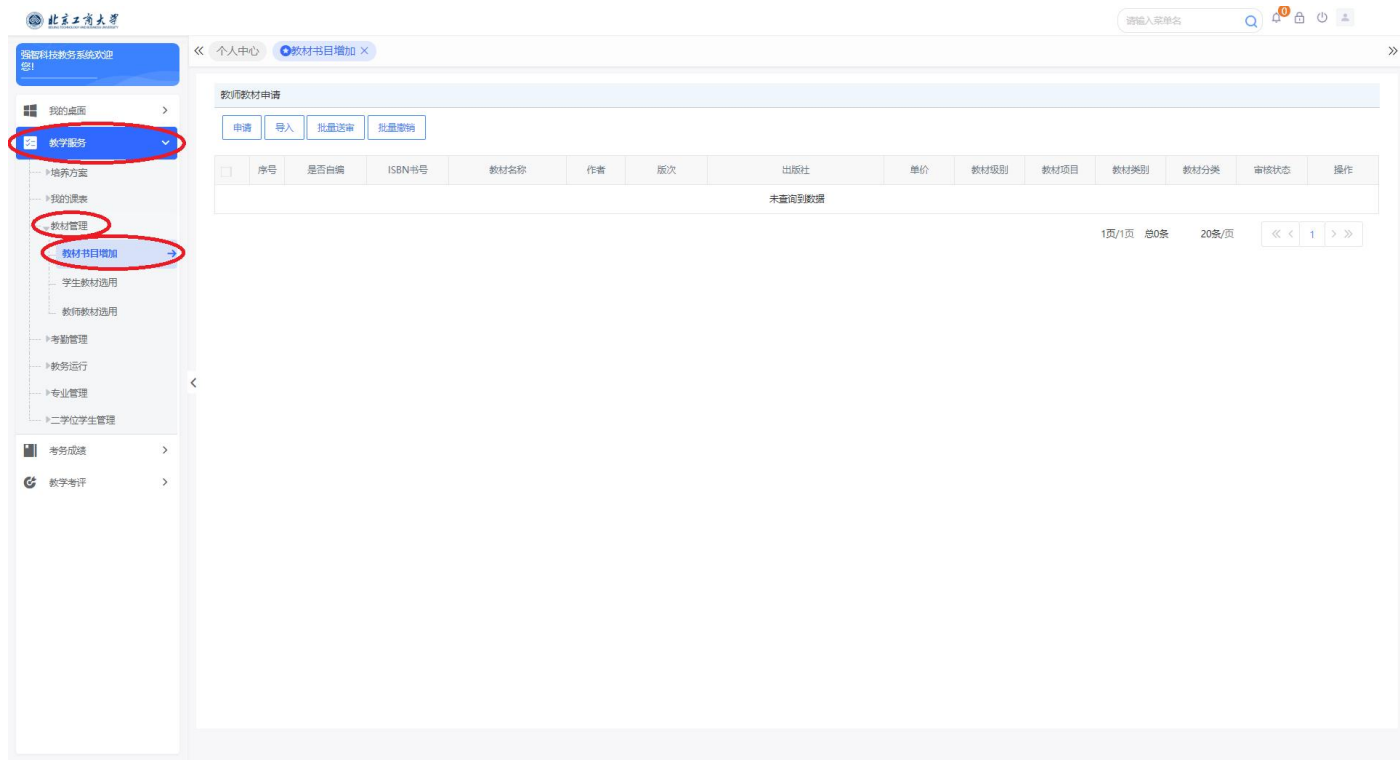 北京工商大学
请输入菜单名
0
强智科技教务系统欢迎
您!
个人中心
教材书目增加
我的桌面
教学服务
培养方案
我的课表
教材管理
教材书目增加
学生教材选用
教师教材选用
考勤管理
教务运行
专业管理
二学位学生管理
考务成绩
教学考评
教师教材申请
申请 导入 批量送审 批量撤销
序号 是否自编 ISBN书号 教材名称 作者 版次 出版社 单价 教材级别 教材项目 教材类别 教材分类 审核状态 操作
未查询到数据
1页/1页 总0条 20条/页 1